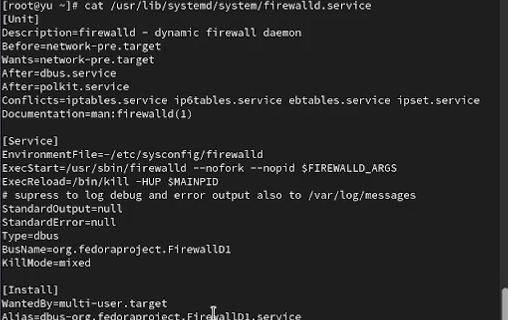 [root@yu ~]# cat /usr/lib/systemd/system/firewalld.service
[Unit]
Description=firewalld - dynamic firewall daemon
Before=network-pre.target
Wants=network-pre.target
After=dbus.service
After=polkit.service
Conflicts=iptables.service ip6tables.service ebtables.service ipset.service
Documentation=man:firewalld(1)
[Service]
EnvironmentFile=-/etc/sysconfig/firewalld
ExecStart=/usr/sbin/firewalld --nofork --nopid $FIREWALLD_ARGS
ExecReload=/bin/kill -HUP $MAINPID
# supress to log debug and error output also to /var/log/messages
StandardOutput=null
StandardError=null
Type=dbus
BusName=org.fedoraproject.FirewallD1
KillMode=mixed
[Install]
WantedBy=multi-user.target
Alias=dbus-org.fedoraproject.FirewallD1.service